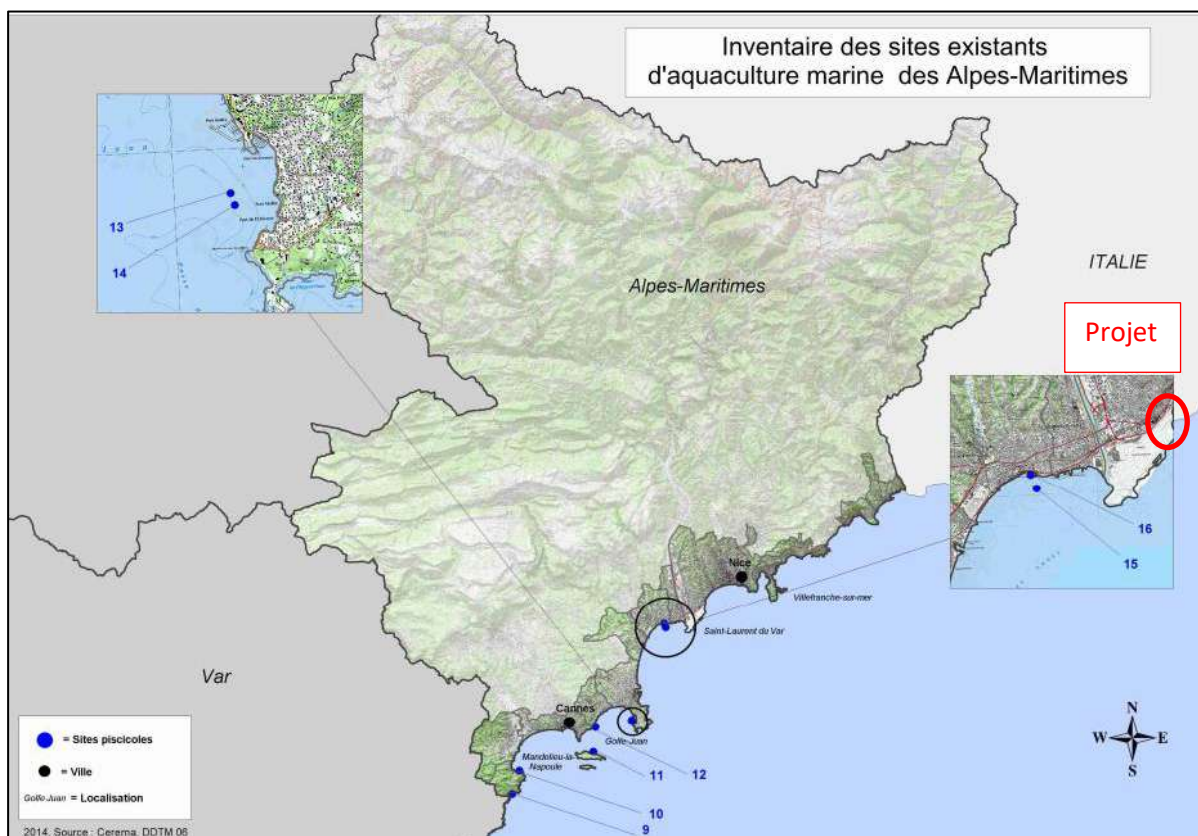 Inventaire des sites existants
d'aquaculture marine des Alpes-Maritimes
13
14
Alpes-Maritimes
ITALIE
Projet
16
15
Nice
Villefranche-sur-mer
Saint-Laurent du Var
Var
Cannes
Golfe-Juan
Mandelieu-la-
Napoule
12
11
10
9
N
W
E
S
= Sites piscicoles
= Ville
Golfe Juan = Localisation
2014. Source : Cerema, DDTM 06